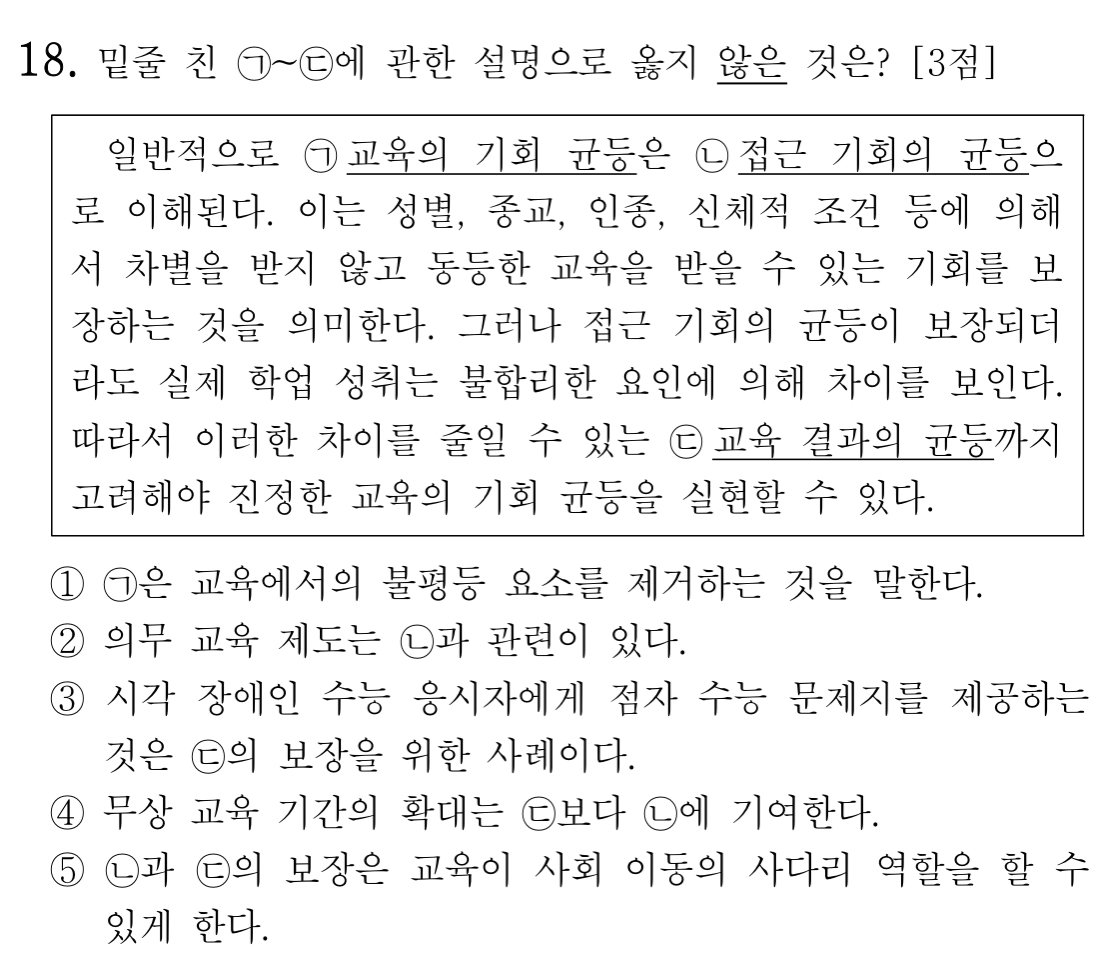 18. 밑줄 친 ㉠~㉢에 관한 설명으로 옳지 않은 것은? [3점]
일반적으로 ㉠교육의 기회 균등은 ㉡접근 기회의 균등으
로 이해된다. 이는 성별, 종교, 인종, 신체적 조건 등에 의해
서 차별을 받지 않고 동등한 교육을 받을 수 있는 기회를 보
장하는 것을 의미한다. 그러나 접근 기회의 균등이 보장되더
라도 실제 학업 성취는 불합리한 요인에 의해 차이를 보인다.
따라서 이러한 차이를 줄일 수 있는 ㉢교육 결과의 균등까지
고려해야 진정한 교육의 기회 균등을 실현할 수 있다.
① ㉠은 교육에서의 불평등 요소를 제거하는 것을 말한다.
② 의무 교육 제도는 ㉡과 관련이 있다.
③ 시각 장애인 수능 응시자에게 점자 수능 문제지를 제공하는
것은 ㉢의 보장을 위한 사례이다.
④ 무상 교육 기간의 확대는 ㉢보다 ㉡에 기여한다.
⑤ ㉡과 ㉢의 보장은 교육이 사회 이동의 사다리 역할을 할 수
있게 한다.